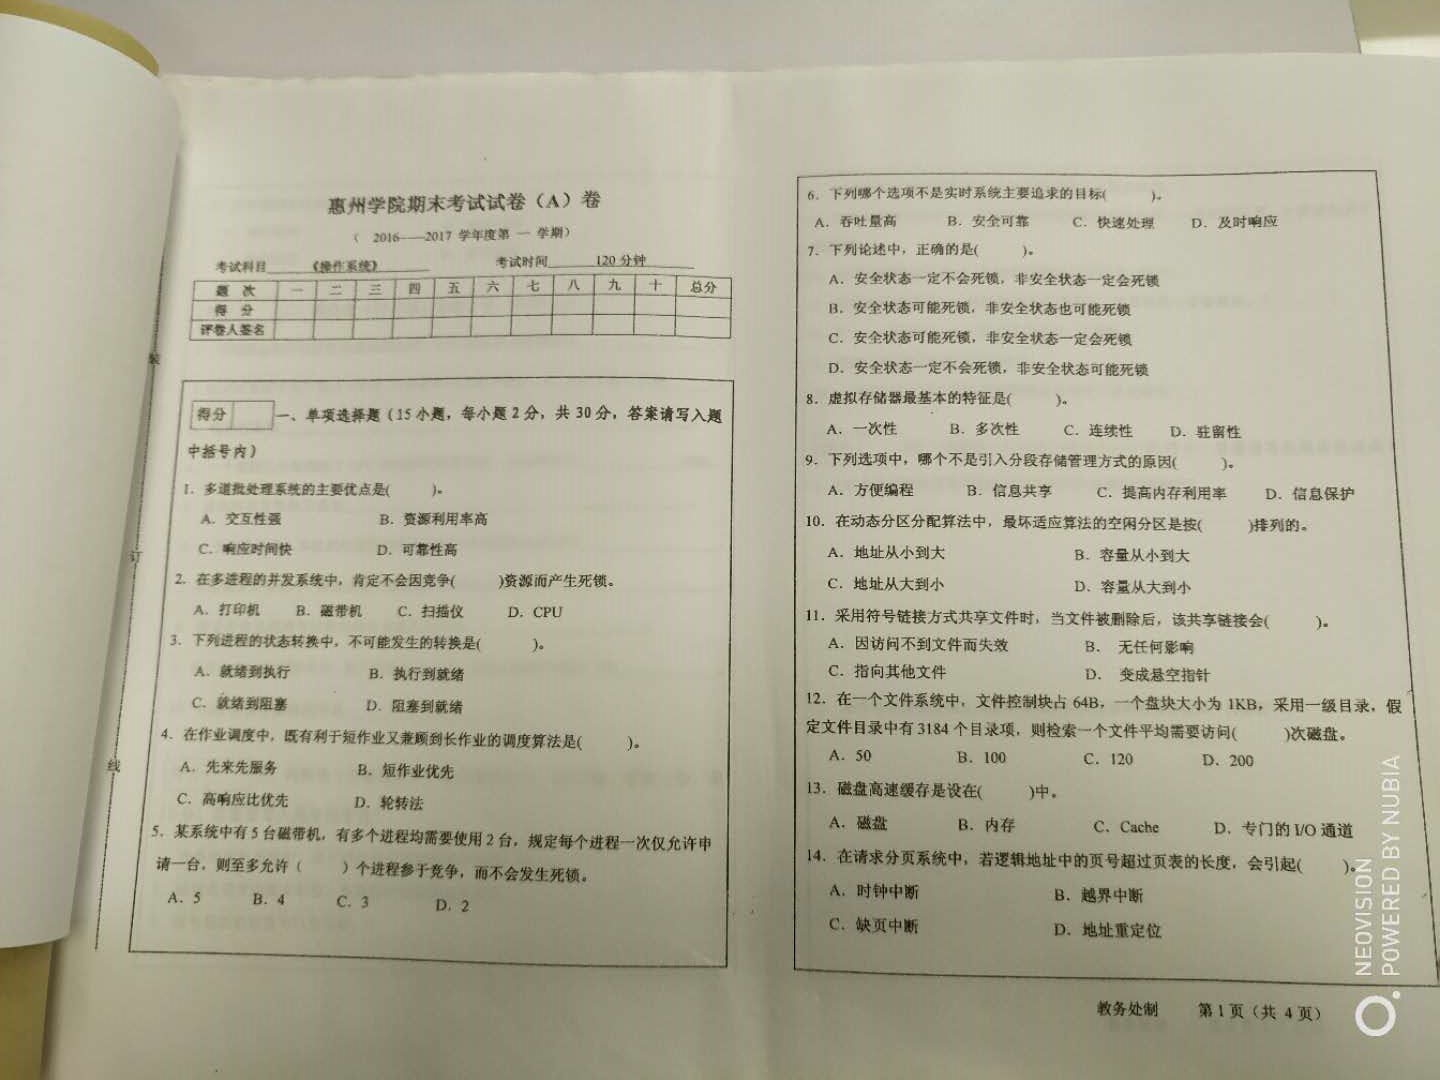 惠州学院期末考试试卷（A）卷
（ 2016——2017 学年度第 一 学期）
考试科目 《操作系统》 考试时间 120 分钟
题 次 一 二 三 四 五 六 七 八 九 十 总分
得 分
评卷人签名
装
订
线
得分 一、单项选择题（15 小题，每小题 2 分，共 30 分，答案请写入题
中括号内）
1. 多道批处理系统的主要优点是( )。
A. 交互性强 B. 资源利用率高
C. 响应时间快 D. 可靠性高
2. 在多进程的并发系统中，肯定不会因竞争( )资源而产生死锁。
A. 打印机 B. 磁带机 C. 扫描仪 D. CPU
3. 下列进程的状态转换中，不可能发生的转换是( )。
A. 就绪到执行 B. 执行到就绪
C. 就绪到阻塞 D. 阻塞到就绪
4. 在作业调度中，既有利于短作业又兼顾到长作业的调度算法是( )。
A. 先来先服务 B. 短作业优先
C. 高响应比优先 D. 轮转法
5. 某系统中有 5 台磁带机，有多个进程均需要使用 2 台，规定每个进程一次仅允许申
请一台，则至多允许（ ）个进程参于竞争，而不会发生死锁。
A. 5 B. 4 C. 3 D. 2
6. 下列哪个选项不是实时系统主要追求的目标( )。
A. 吞吐量高 B. 安全可靠 C. 快速处理 D. 及时响应
7. 下列论述中，正确的是( )。
A. 安全状态一定不会死锁，非安全状态一定会死锁
B. 安全状态可能死锁，非安全状态也可能死锁
C. 安全状态可能死锁，非安全状态一定会死锁
D. 安全状态一定不会死锁，非安全状态可能死锁
8. 虚拟存储器最基本的特征是( )。
A. 一次性 B. 多次性 C. 连续性 D. 驻留性
9. 下列选项中，哪个不是引入分段存储管理方式的原因( )。
A. 方便编程 B. 信息共享 C. 提高内存利用率 D. 信息保护
10. 在动态分区分配算法中，最坏适应算法的空闲分区是按( )排列的。
A. 地址从小到大 B. 容量从小到大
C. 地址从大到小 D. 容量从大到小
11. 采用符号链接方式共享文件时，当文件被删除后，该共享链接会( )。
A. 因访问不到文件而失效 B. 无任何影响
C. 指向其他文件 D. 变成悬空指针
12. 在一个文件系统中，文件控制块占 64B，一个盘块大小为 1KB，采用一级目录，假
定文件目录中有 3184 个目录项，则检索一个文件平均需要访问( )次磁盘。
A. 50 B. 100 C. 120 D. 200
13. 磁盘高速缓存是设在( )中。
A. 磁盘 B. 内存 C. Cache D. 专门的 I/O 通道
14. 在请求分页系统中，若逻辑地址中的页号超过页表的长度，会引起( )。
A. 时钟中断 B. 越界中断
C. 缺页中断 D. 地址重定位
教务处制 第 1 页（共 4 页）
NEOVISION
POWERED BY NUBIA